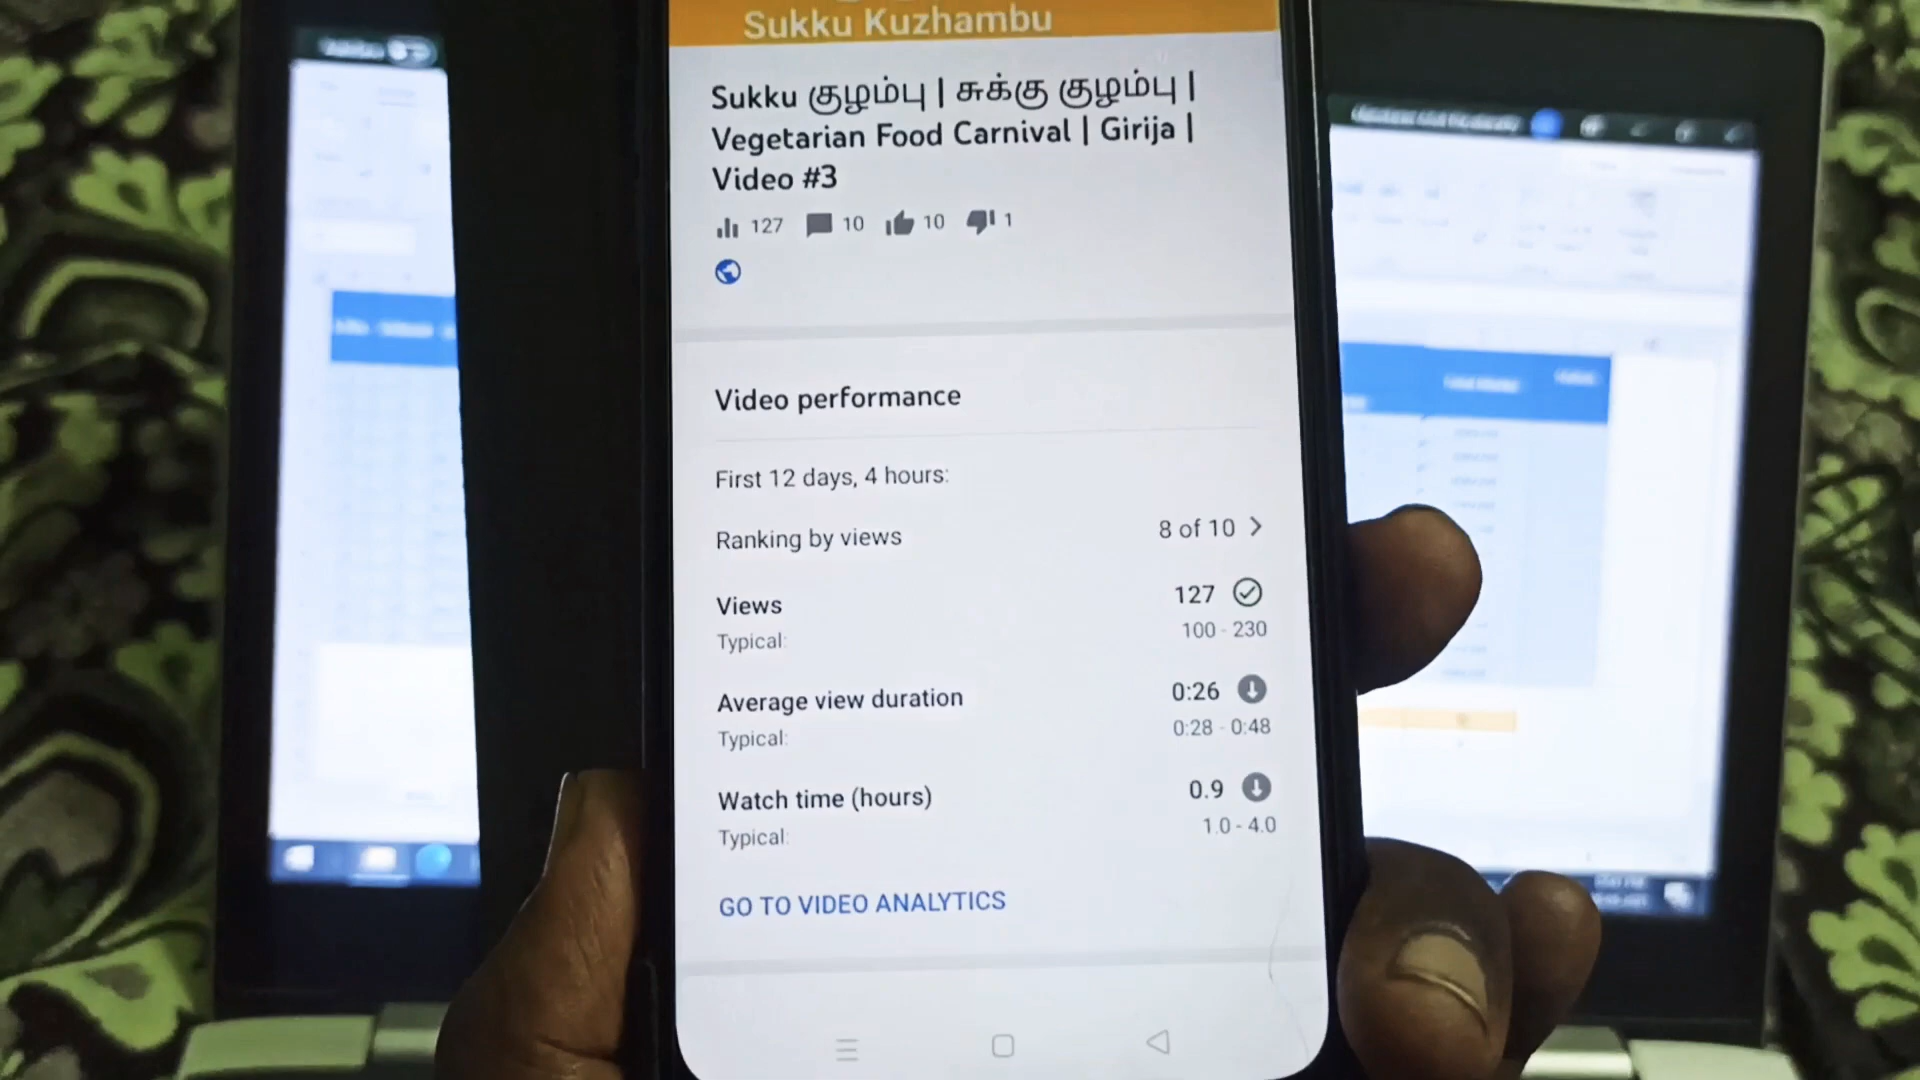 Sukku Kuzhambu
Sukku குழம்பு | சுக்கு குழம்பு |
Vegetarian Food Carnival | Girija |
Video #3
127 10 10 1
Video performance
First 12 days, 4 hours:
Ranking by views 8 of 10
Views 127
Typical: 100 - 230
Average view duration 0:26
Typical: 0:28 - 0:48
Watch time (hours) 0.9
Typical: 1.0 - 4.0
GO TO VIDEO ANALYTICS